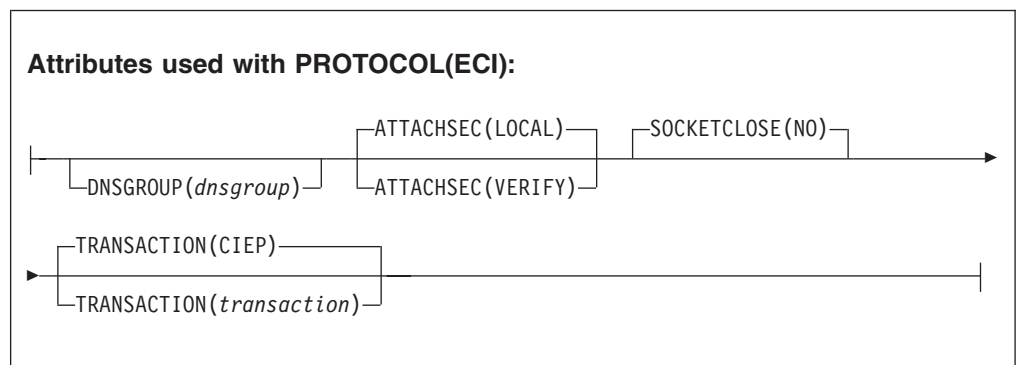 Attributes used with PROTOCOL(ECI):
ATTACHSEC(LOCAL) SOCKETCLOSE(NO)
DNSGROUP(dnsgroup) ATTACHSEC(VERIFY)
TRANSACTION(CIEP)
TRANSACTION(transaction)